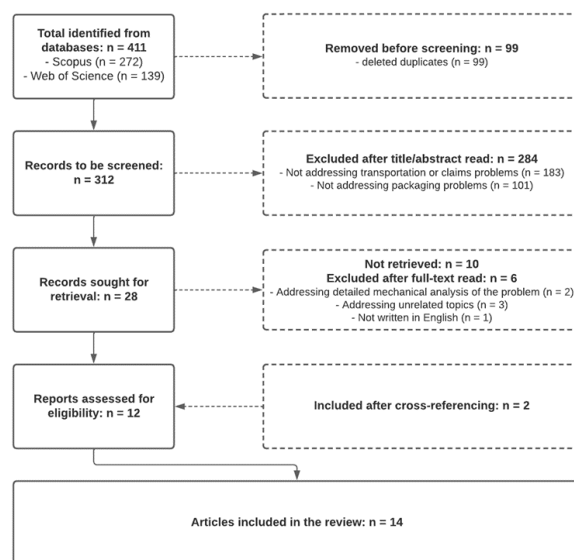 Total identified from
databases: n = 411
- Scopus (n = 272)
- Web of Science (n = 139)
Removed before screening: n = 99
- deleted duplicates (n = 99)
Records to be screened:
n = 312
Excluded after title/abstract read: n = 284
- Not addressing transportation or claims problems (n = 183)
- Not addressing packaging problems (n = 101)
Records sought for
retrieval: n = 28
Not retrieved: n = 10
Excluded after full-text read: n = 6
- Addressing detailed mechanical analysis of the problem (n = 2)
- Addressing unrelated topics (n = 3)
- Not written in English (n = 1)
Reports assessed for
eligibility: n = 12
Included after cross-referencing: n = 2
Articles included in the review: n = 14